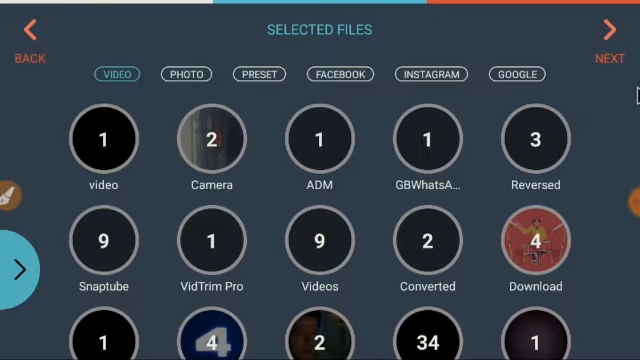 SELECTED FILES
BACK
NEXT
VIDEO
PHOTO
PRESET
FACEBOOK
INSTAGRAM
GOOGLE
1
2
1
1
3
video
Camera
ADM
GBWhatsA...
Reversed
9
1
9
2
4
Snaptube
VidTrim Pro
Videos
Converted
Download
1
4
2
34
1